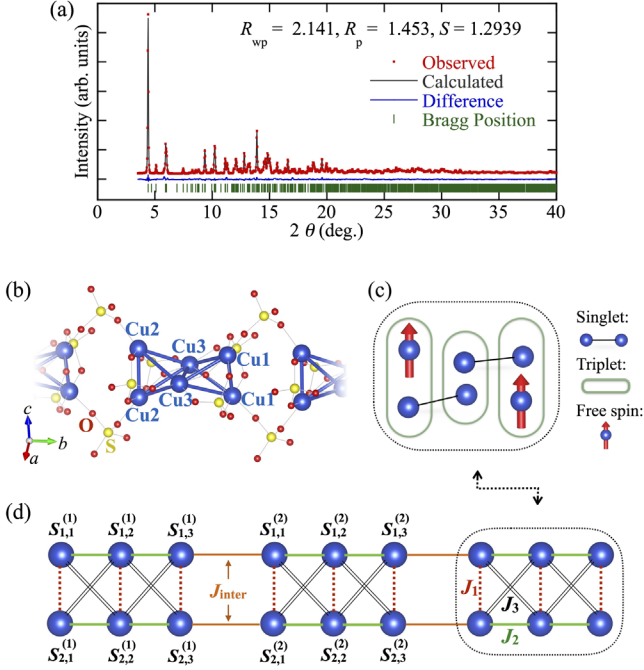 (a)
R_wp = 2.141, R_p = 1.453, S = 1.2939
Observed
Calculated
Difference
Bragg Position
Intensity (arb. units)
0 5 10 15 20 25 30 35 40
2 θ (deg.)
(b)
Cu2
Cu3
Cu1
Cu3
Cu2
Cu1
O
S
c
b
a
(c)
Singlet:
Triplet:
Free spin:
(d)
S_{1,1}^{(1)} S_{1,2}^{(1)} S_{1,3}^{(1)} S_{1,1}^{(2)} S_{1,2}^{(2)} S_{1,3}^{(2)}
J_inter
J_1
J_3
J_2
S_{2,1}^{(1)} S_{2,2}^{(1)} S_{2,3}^{(1)} S_{2,1}^{(2)} S_{2,2}^{(2)} S_{2,3}^{(2)}